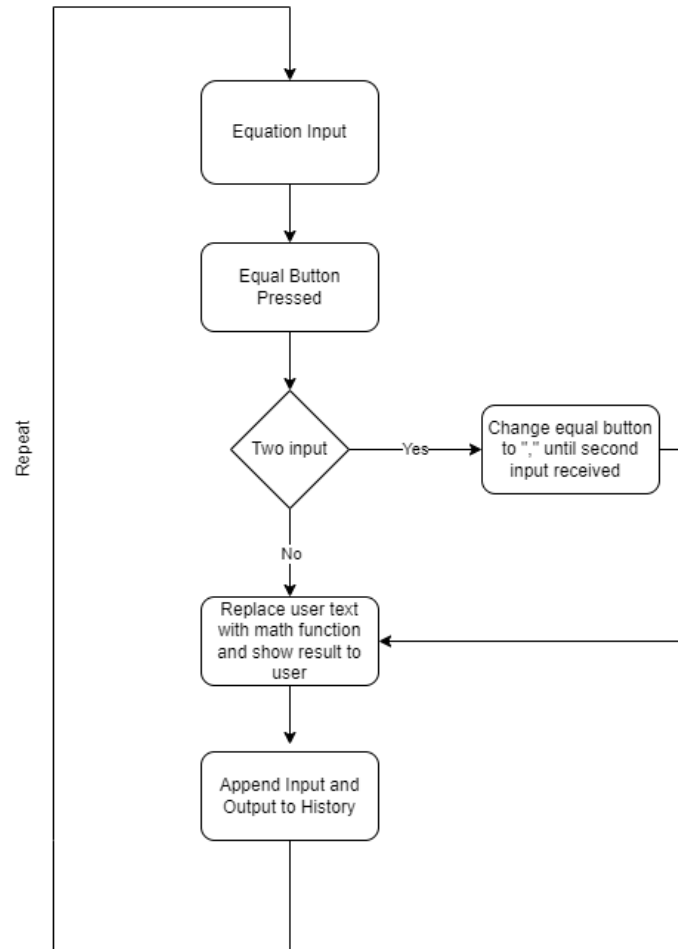 Equation Input
Equal Button
Pressed
Two input
Yes
Change equal button
to "," until second
input received
Repeat
No
Replace user text
with math function
and show result to
user
Append Input and
Output to History